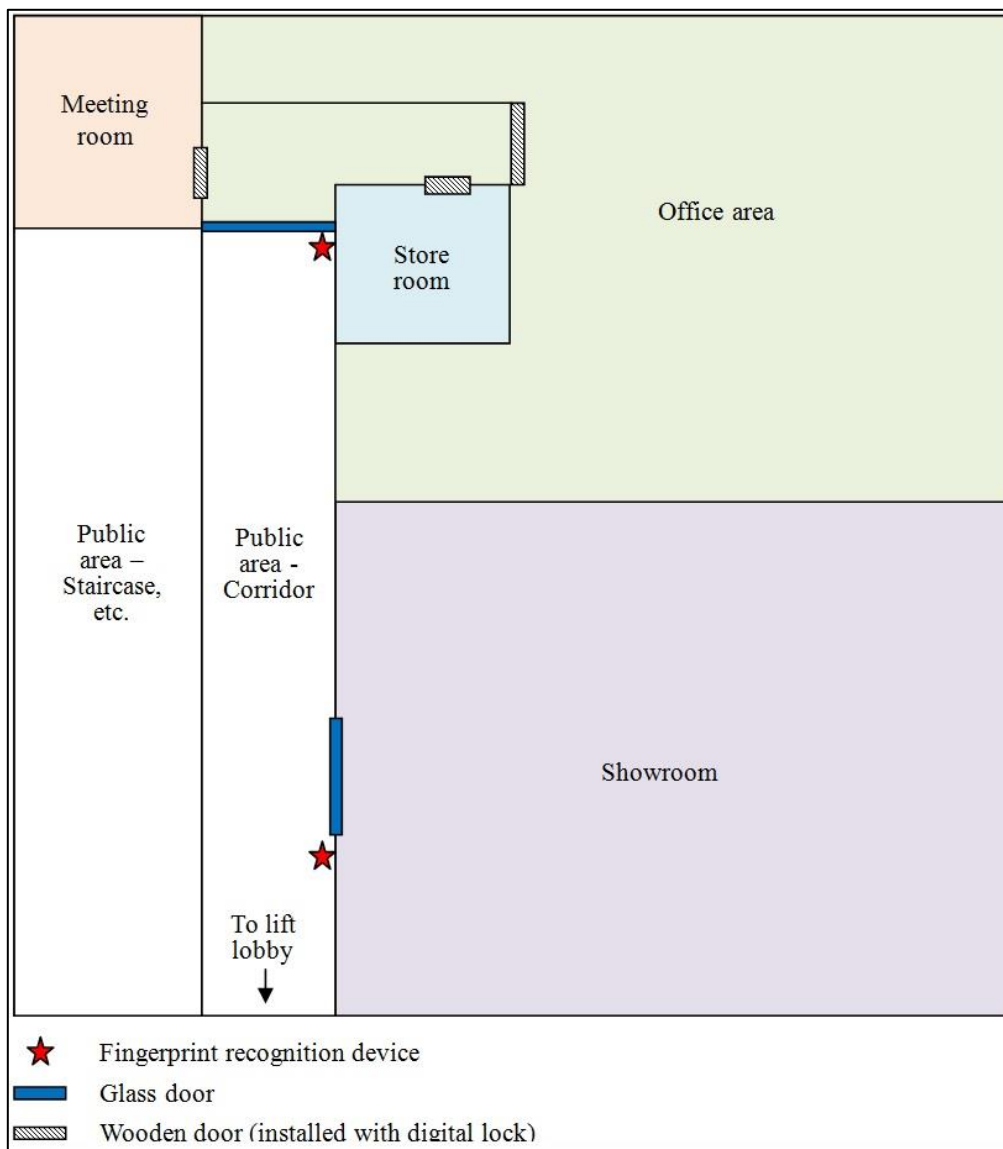 Meeting
room
Office area
Store
room
Public
area –
Staircase,
etc.
Public
area -
Corridor
Showroom
To lift
lobby
Fingerprint recognition device
Glass door
Wooden door (installed with digital lock)